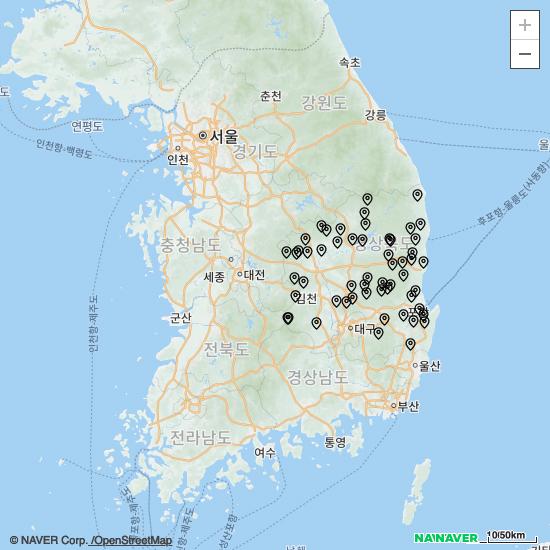 +
−
속초
춘천
강원도
강릉
도
연평도
서울
경기도
인천
인천항-백령도
울
후포항-울릉도(사동항)
충청남도
경상북도
세종
대전
김천
인천항-제주도
군산
대구
전북도
경상남도
울산
부산
전라남도
통영
여수
후포항-제주도
© NAVER Corp. /OpenStreetMap
NAVER
10/50km